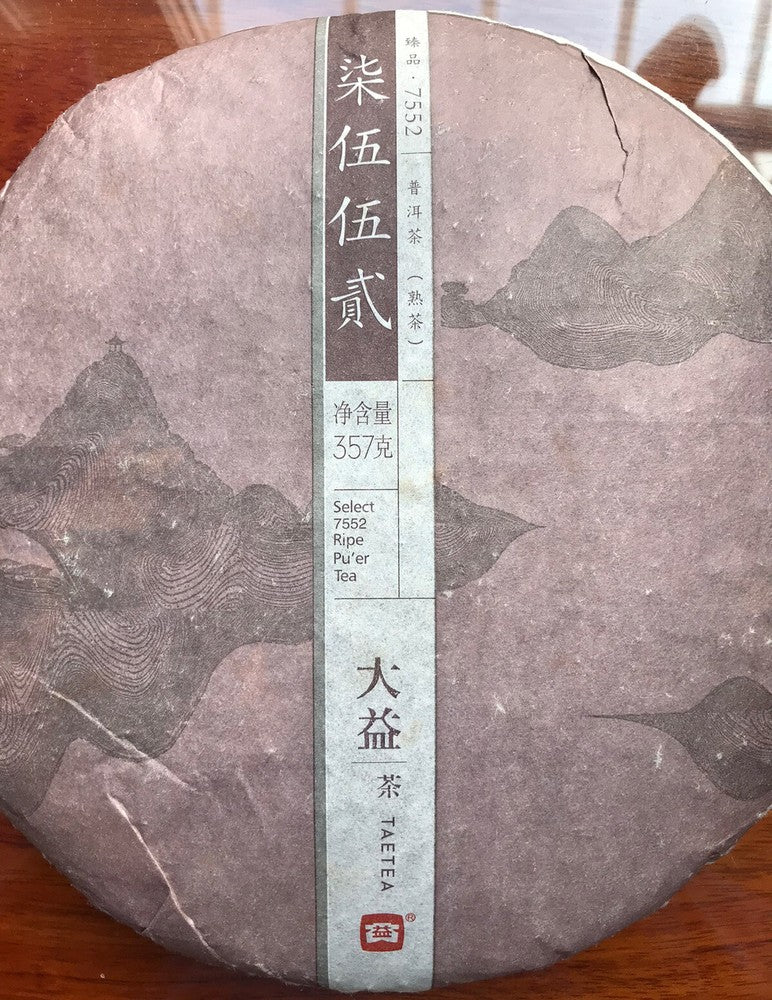 柒伍伍貳
臻品·7552
普洱茶（熟茶）
净含量
357克
Select
7552
Ripe
Pu'er
Tea
大益
茶
TAETEA
益
®